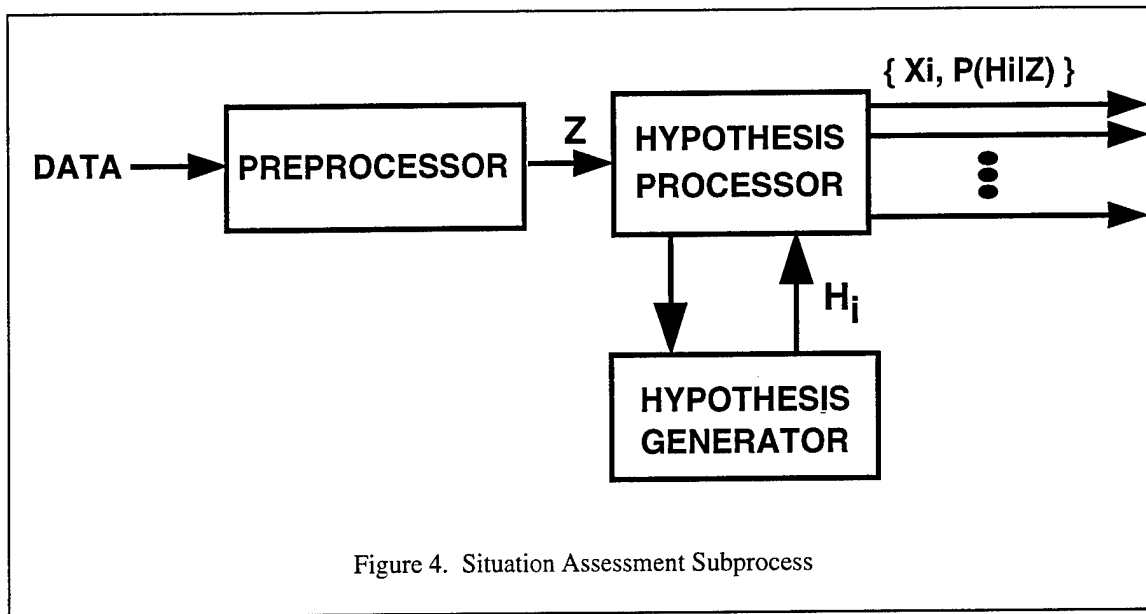 { Xi, P(Hi|Z) }
DATA
PREPROCESSOR
Z
HYPOTHESIS
PROCESSOR
Hi
HYPOTHESIS
GENERATOR
Figure 4. Situation Assessment Subprocess